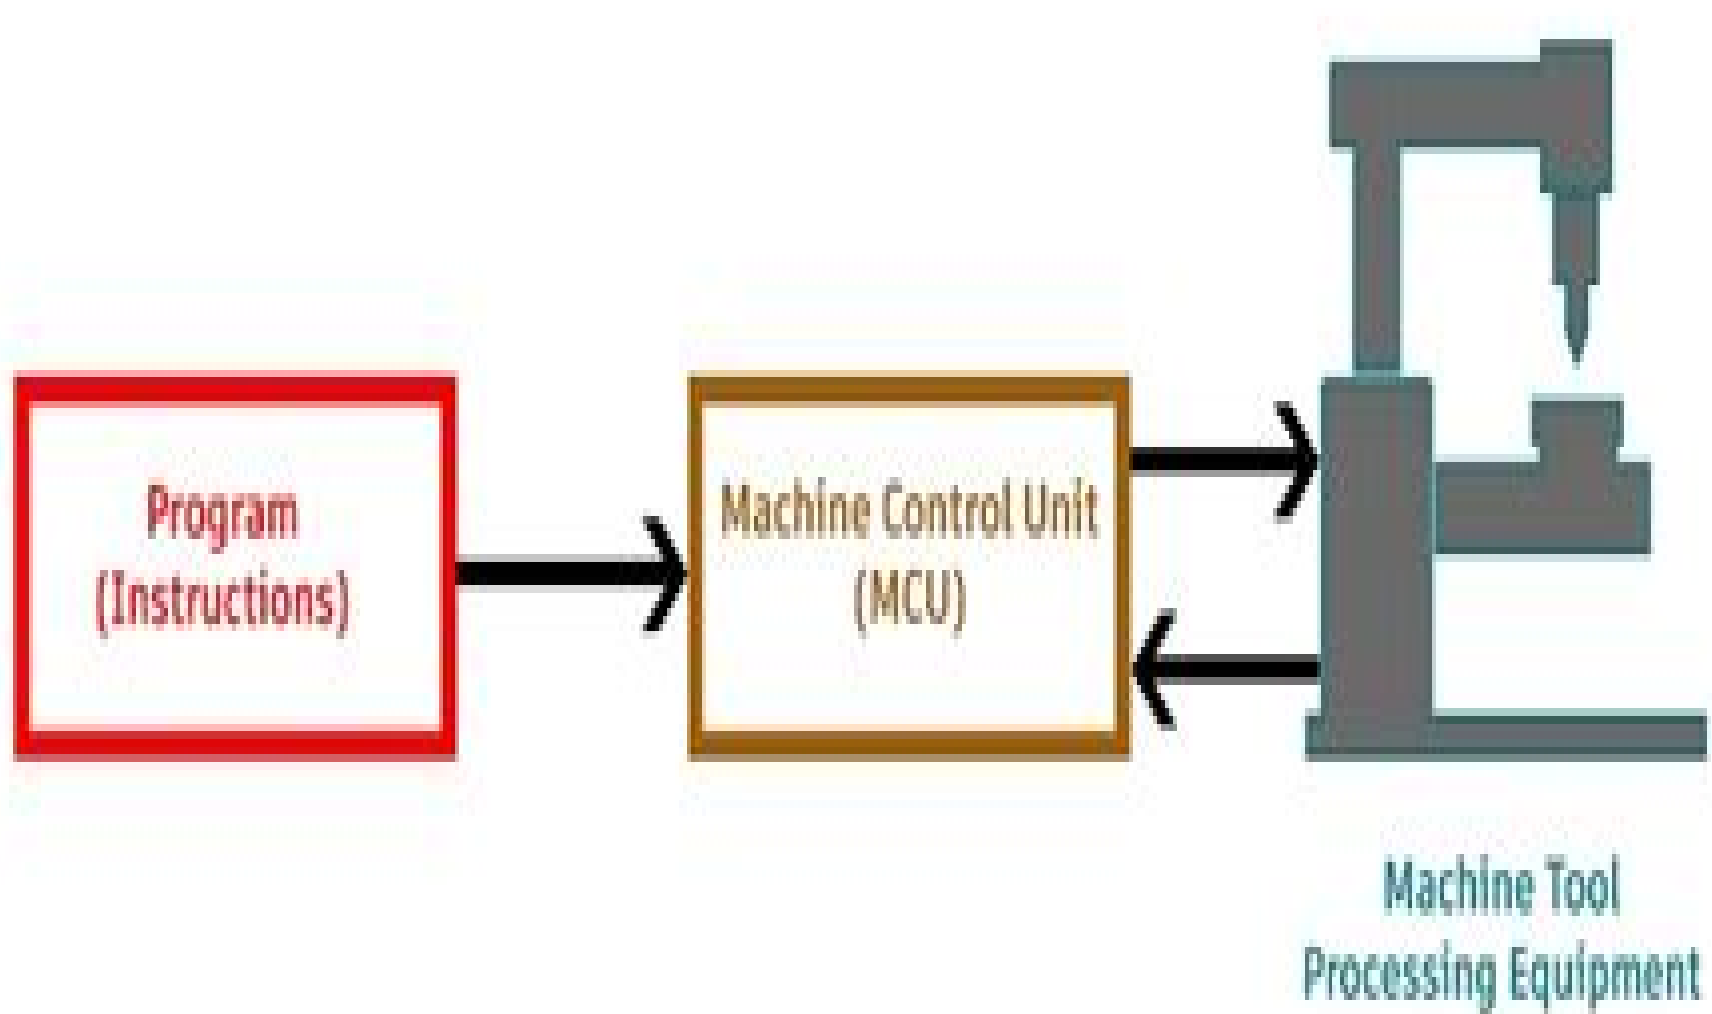 Program
(Instructions)
Machine Control Unit
(MCU)
Machine Tool
Processing Equipment